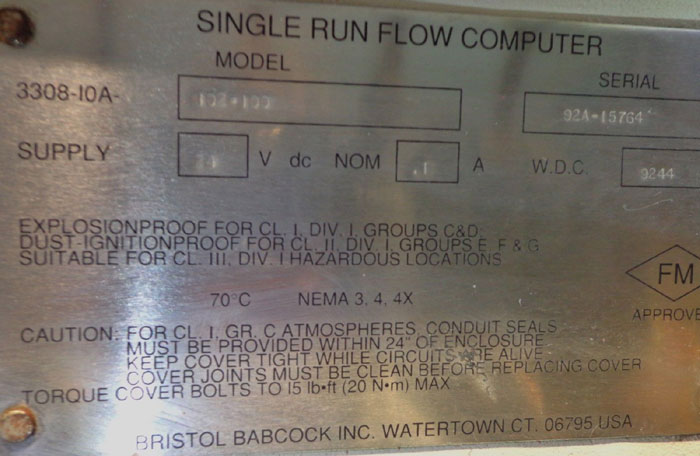 SINGLE RUN FLOW COMPUTER
MODEL
SERIAL
3308-10A-
92A-15764
SUPPLY V dc NOM .1 A W.D.C. 9244
EXPLOSIONPROOF FOR CL. I, DIV. I, GROUPS C&D;
DUST-IGNITIONPROOF FOR CL. II, DIV. I, GROUPS E, F & G
SUITABLE FOR CL. III, DIV. I HAZARDOUS LOCATIONS
FM
70°C NEMA 3, 4, 4X
APPROVE
CAUTION: FOR CL. I, GR. C ATMOSPHERES, CONDUIT SEALS
MUST BE PROVIDED WITHIN 24" OF ENCLOSURE
KEEP COVER TIGHT WHILE CIRCUITS ARE ALIVE
COVER JOINTS MUST BE CLEAN BEFORE REPLACING COVER
TORQUE COVER BOLTS TO 15 lb•ft (20 N•m) MAX
BRISTOL BABCOCK INC. WATERTOWN CT. 06795 USA